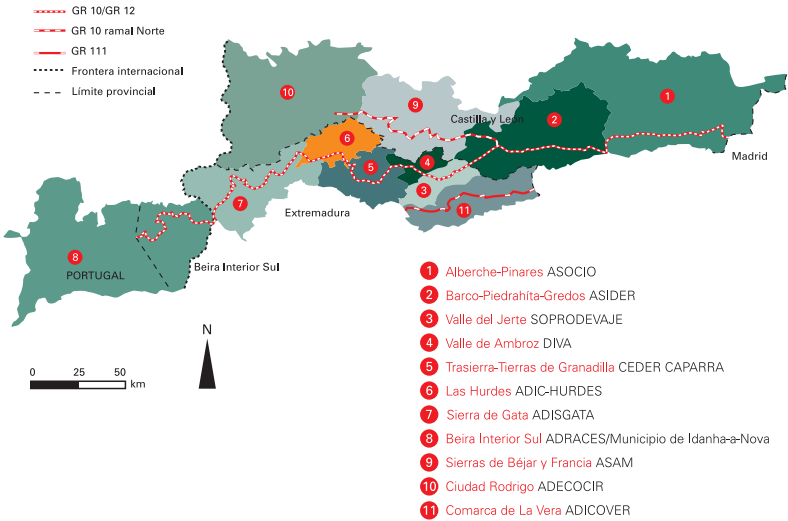 GR 10/GR 12
GR 10 ramal Norte
GR 111
Frontera internacional
Límite provincial
10
9
1
Castilla y León
2
6
Madrid
5
4
3
7
11
Extremadura
8
PORTUGAL
Beira Interior Sul
N
0 25 50
km
1 Alberche-Pinares ASOCIO
2 Barco-Piedrahíta-Gredos ASIDER
3 Valle del Jerte SOPRODEVAJE
4 Valle de Ambroz DIVA
5 Trasierra-Tierras de Granadilla CEDER CAPARRA
6 Las Hurdes ADIC-HURDES
7 Sierra de Gata ADISGATA
8 Beira Interior Sul ADRACES/Municipio de Idanha-a-Nova
9 Sierras de Béjar y Francia ASAM
10 Ciudad Rodrigo ADECOCIR
11 Comarca de La Vera ADICOVER